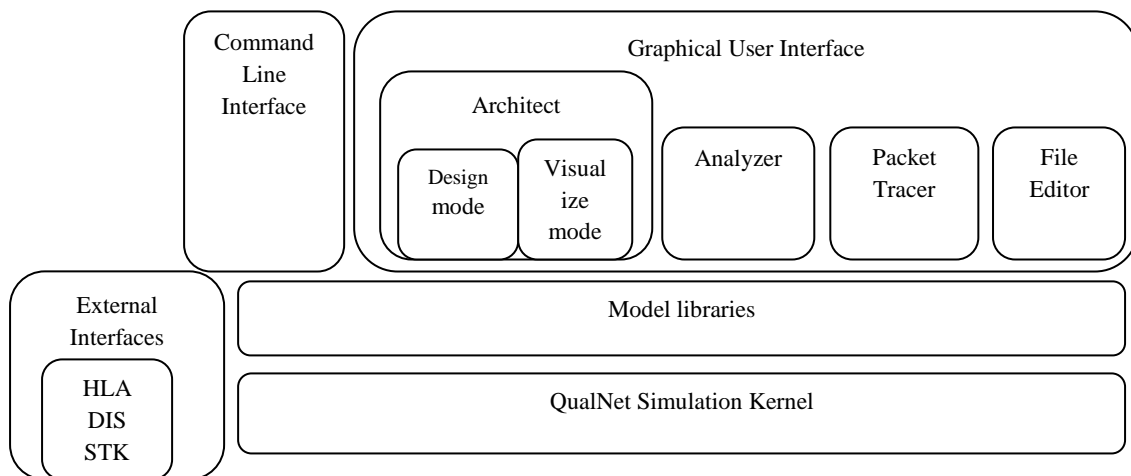 Command
Line
Interface
Graphical User Interface
Architect
Design
mode
Visual
ize
mode
Analyzer
Packet
Tracer
File
Editor
External
Interfaces
HLA
DIS
STK
Model libraries
QualNet Simulation Kernel